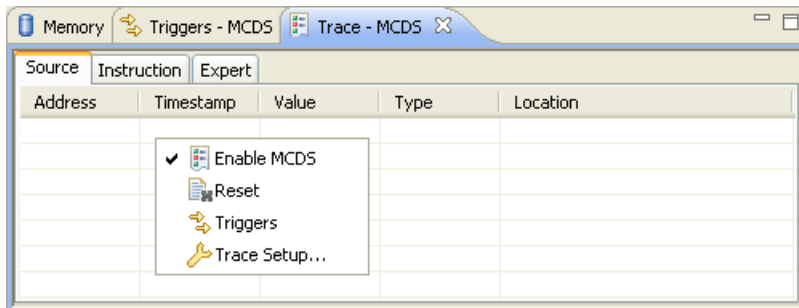 Memory Triggers - MCDS Trace - MCDS
Source Instruction Expert
Address Timestamp Value Type Location
Enable MCDS
Reset
Triggers
Trace Setup...